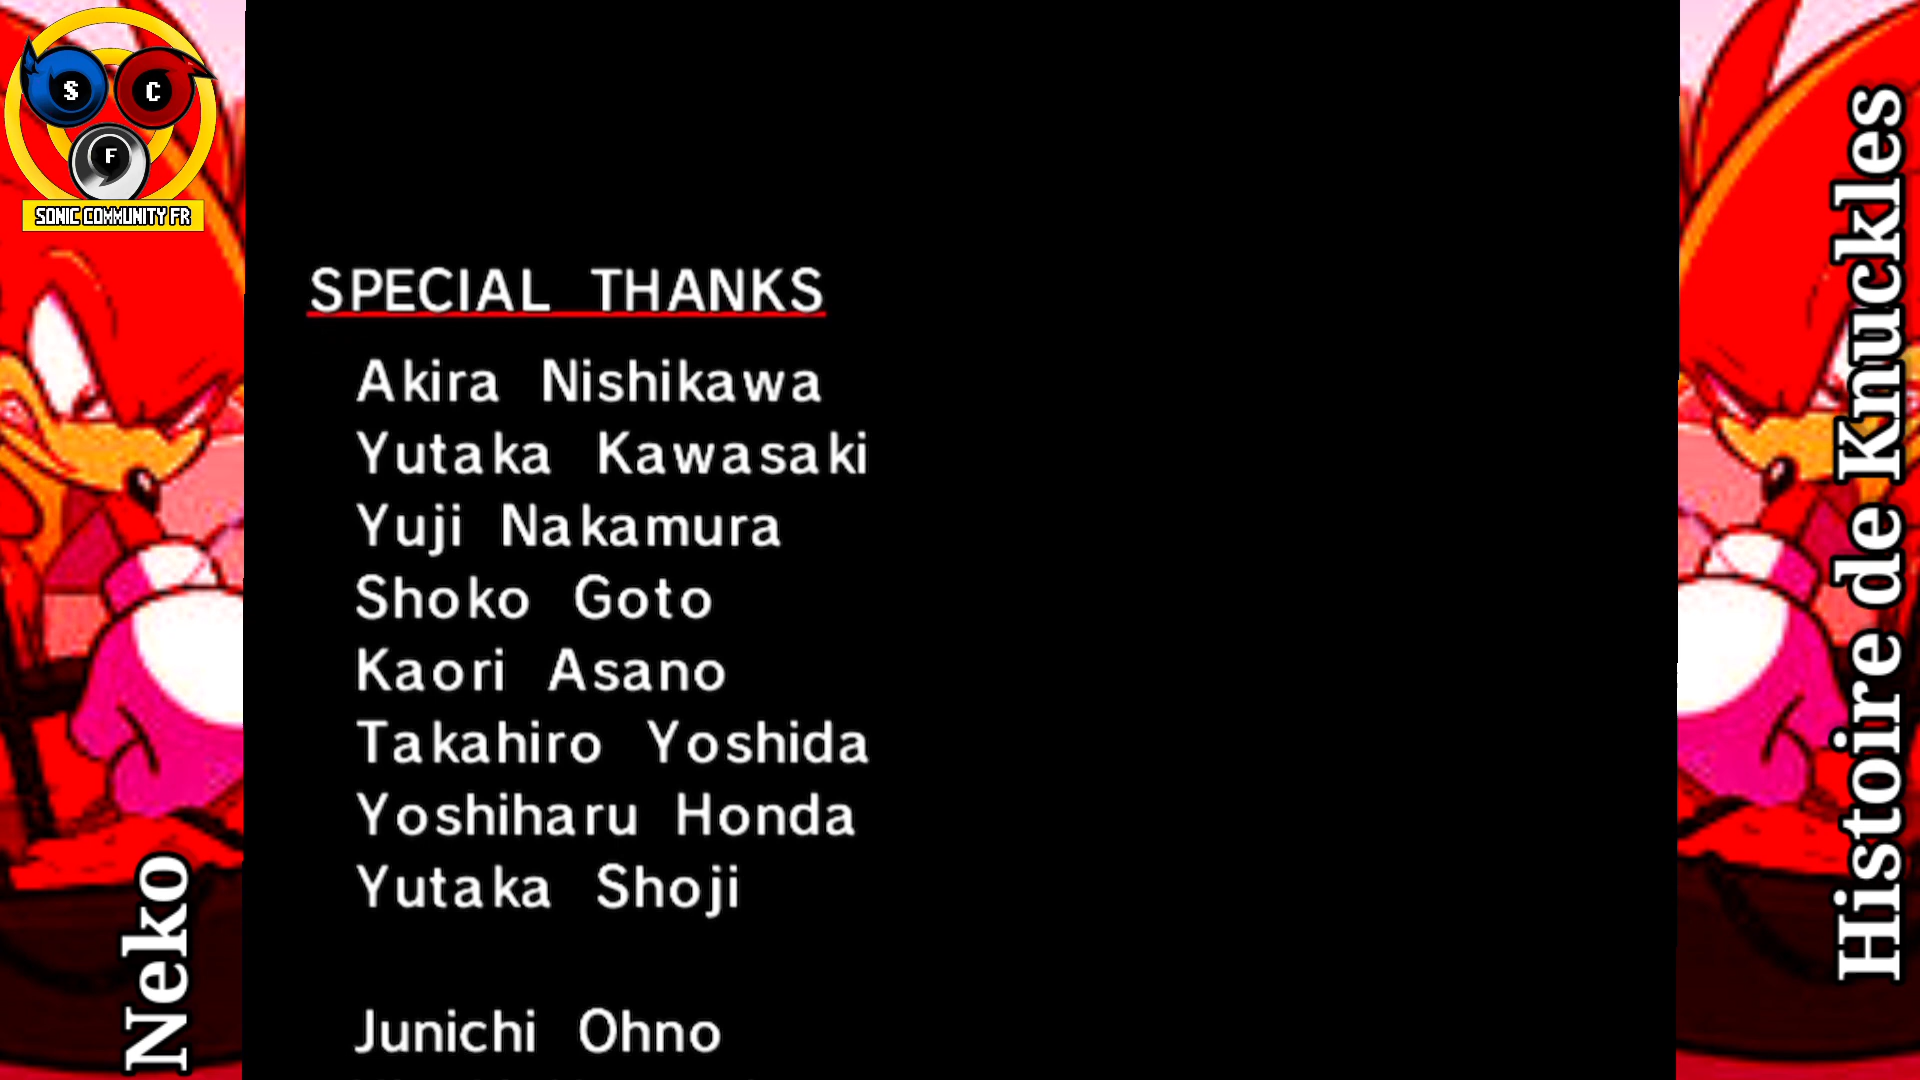 S C
F
SONIC COMMUNITY FR
SPECIAL THANKS
Akira Nishikawa
Yutaka Kawasaki
Yuji Nakamura
Shoko Goto
Kaori Asano
Takahiro Yoshida
Yoshiharu Honda
Yutaka Shoji
Junichi Ohno
Neko
Histoire de Knuckles